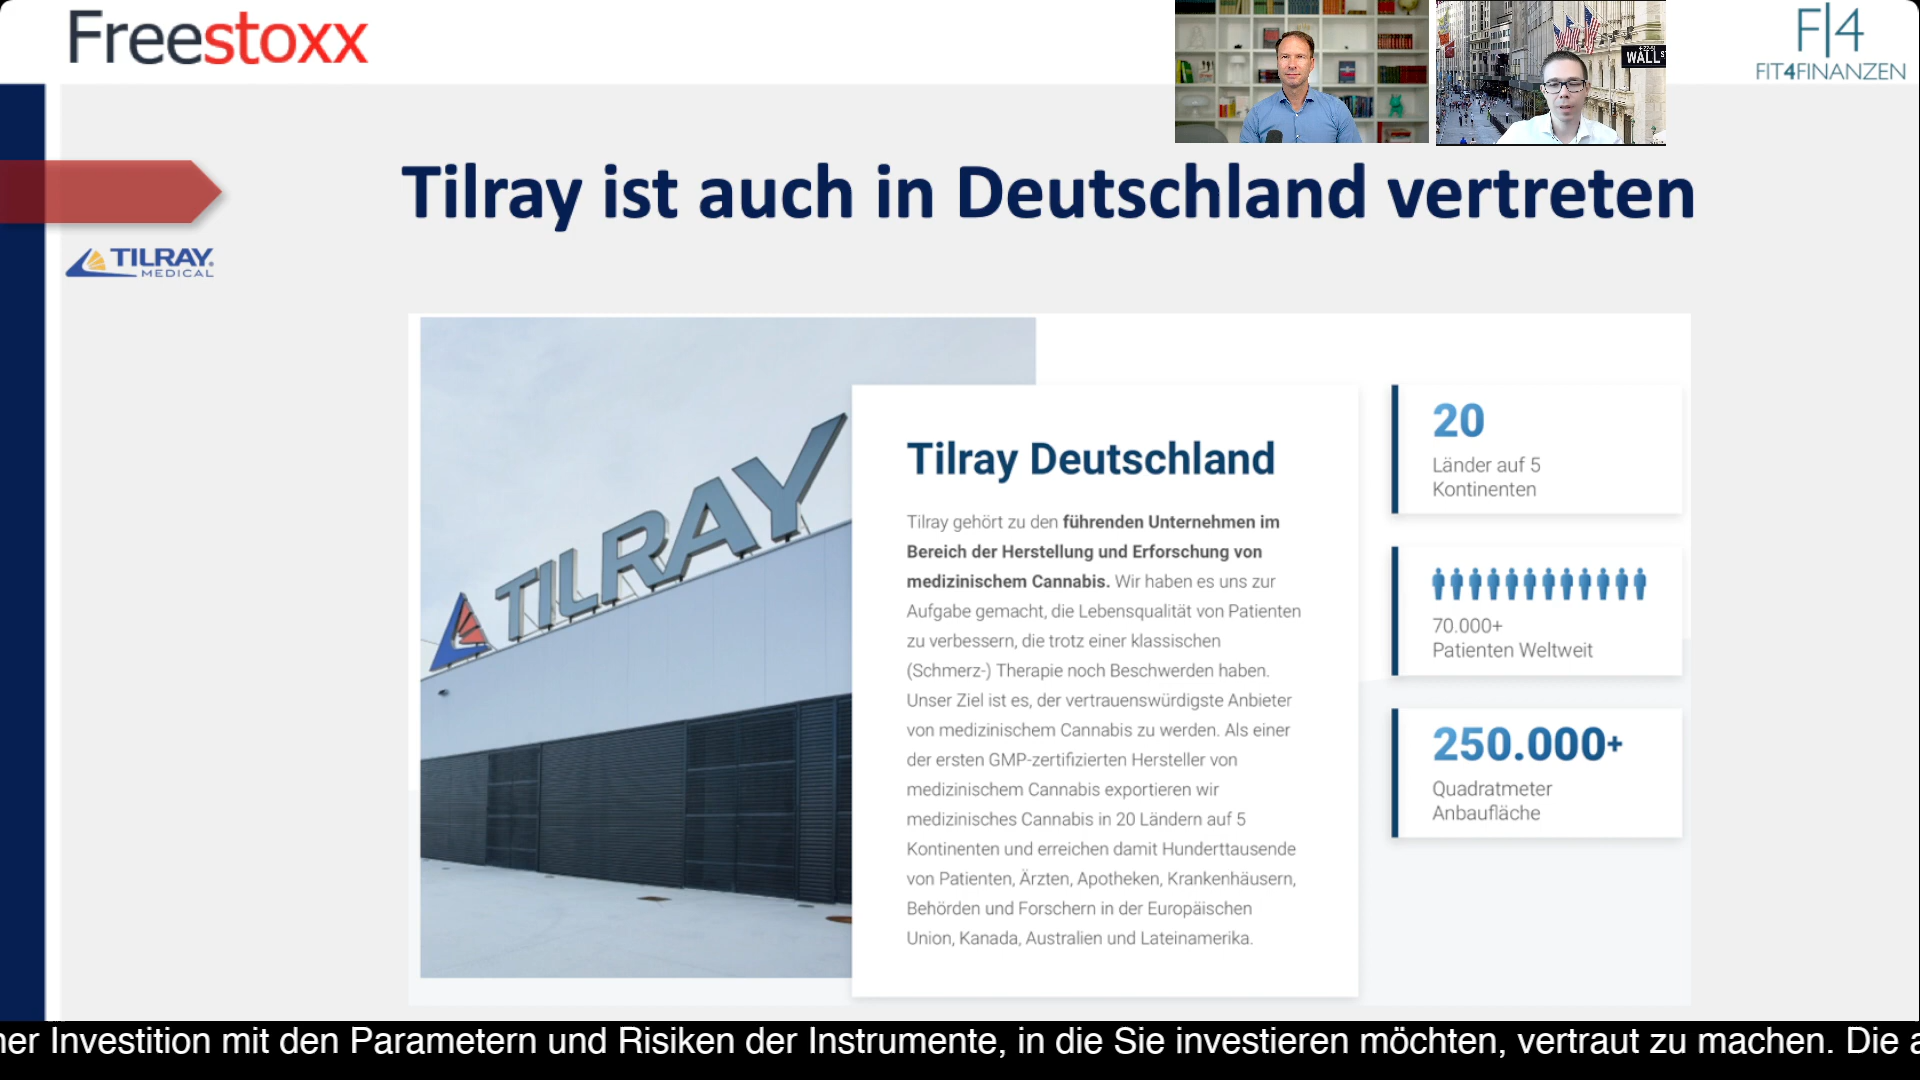 Freestoxx
WALL
F|4
FIT4FINANZEN
Tilray ist auch in Deutschland vertreten
TILRAY
MEDICAL
TILRAY
Tilray Deutschland
Tilray gehört zu den führenden Unternehmen im
Bereich der Herstellung und Erforschung von
medizinischem Cannabis. Wir haben es uns zur
Aufgabe gemacht, die Lebensqualität von Patienten
zu verbessern, die trotz einer klassischen
(Schmerz-) Therapie noch Beschwerden haben.
Unser Ziel ist es, der vertrauenswürdigste Anbieter
von medizinischem Cannabis zu werden. Als einer
der ersten GMP-zertifizierten Hersteller von
medizinischem Cannabis exportieren wir
medizinisches Cannabis in 20 Ländern auf 5
Kontinenten und erreichen damit Hunderttausende
von Patienten, Ärzten, Apotheken, Krankenhäusern,
Behörden und Forschern in der Europäischen
Union, Kanada, Australien und Lateinamerika.
20
Länder auf 5
Kontinenten
70.000+
Patienten Weltweit
250.000+
Quadratmeter
Anbaufläche
Investition mit den Parametern und Risiken der Instrumente, in die Sie investieren möchten, vertraut zu machen. Die